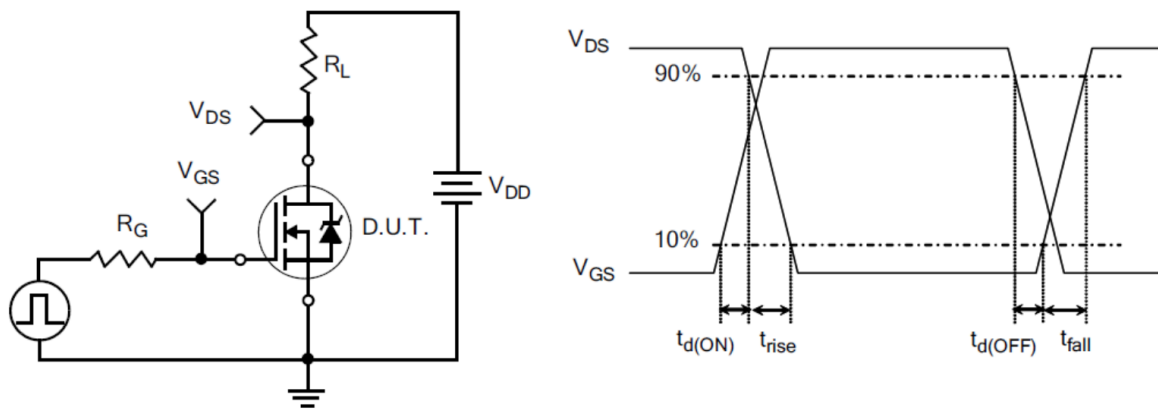 R_L
V_DS
V_GS
R_G
D.U.T.
V_DD
V_DS
90%
10%
V_GS
t_d(ON)
t_rise
t_d(OFF)
t_fall